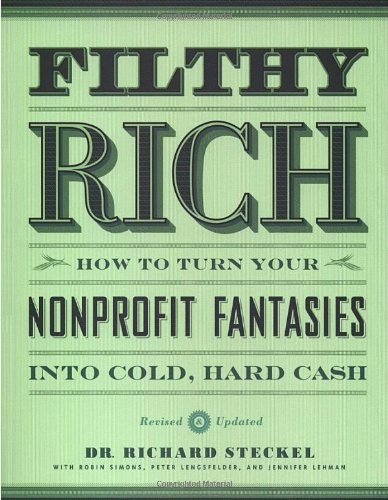 FILTHY
RICH
HOW TO TURN YOUR
NONPROFIT FANTASIES
INTO COLD, HARD CASH
Revised & Updated
DR. RICHARD STECKEL
WITH ROBIN SIMONS, PETER LENGSFELDER, AND JENNIFER LEHMAN